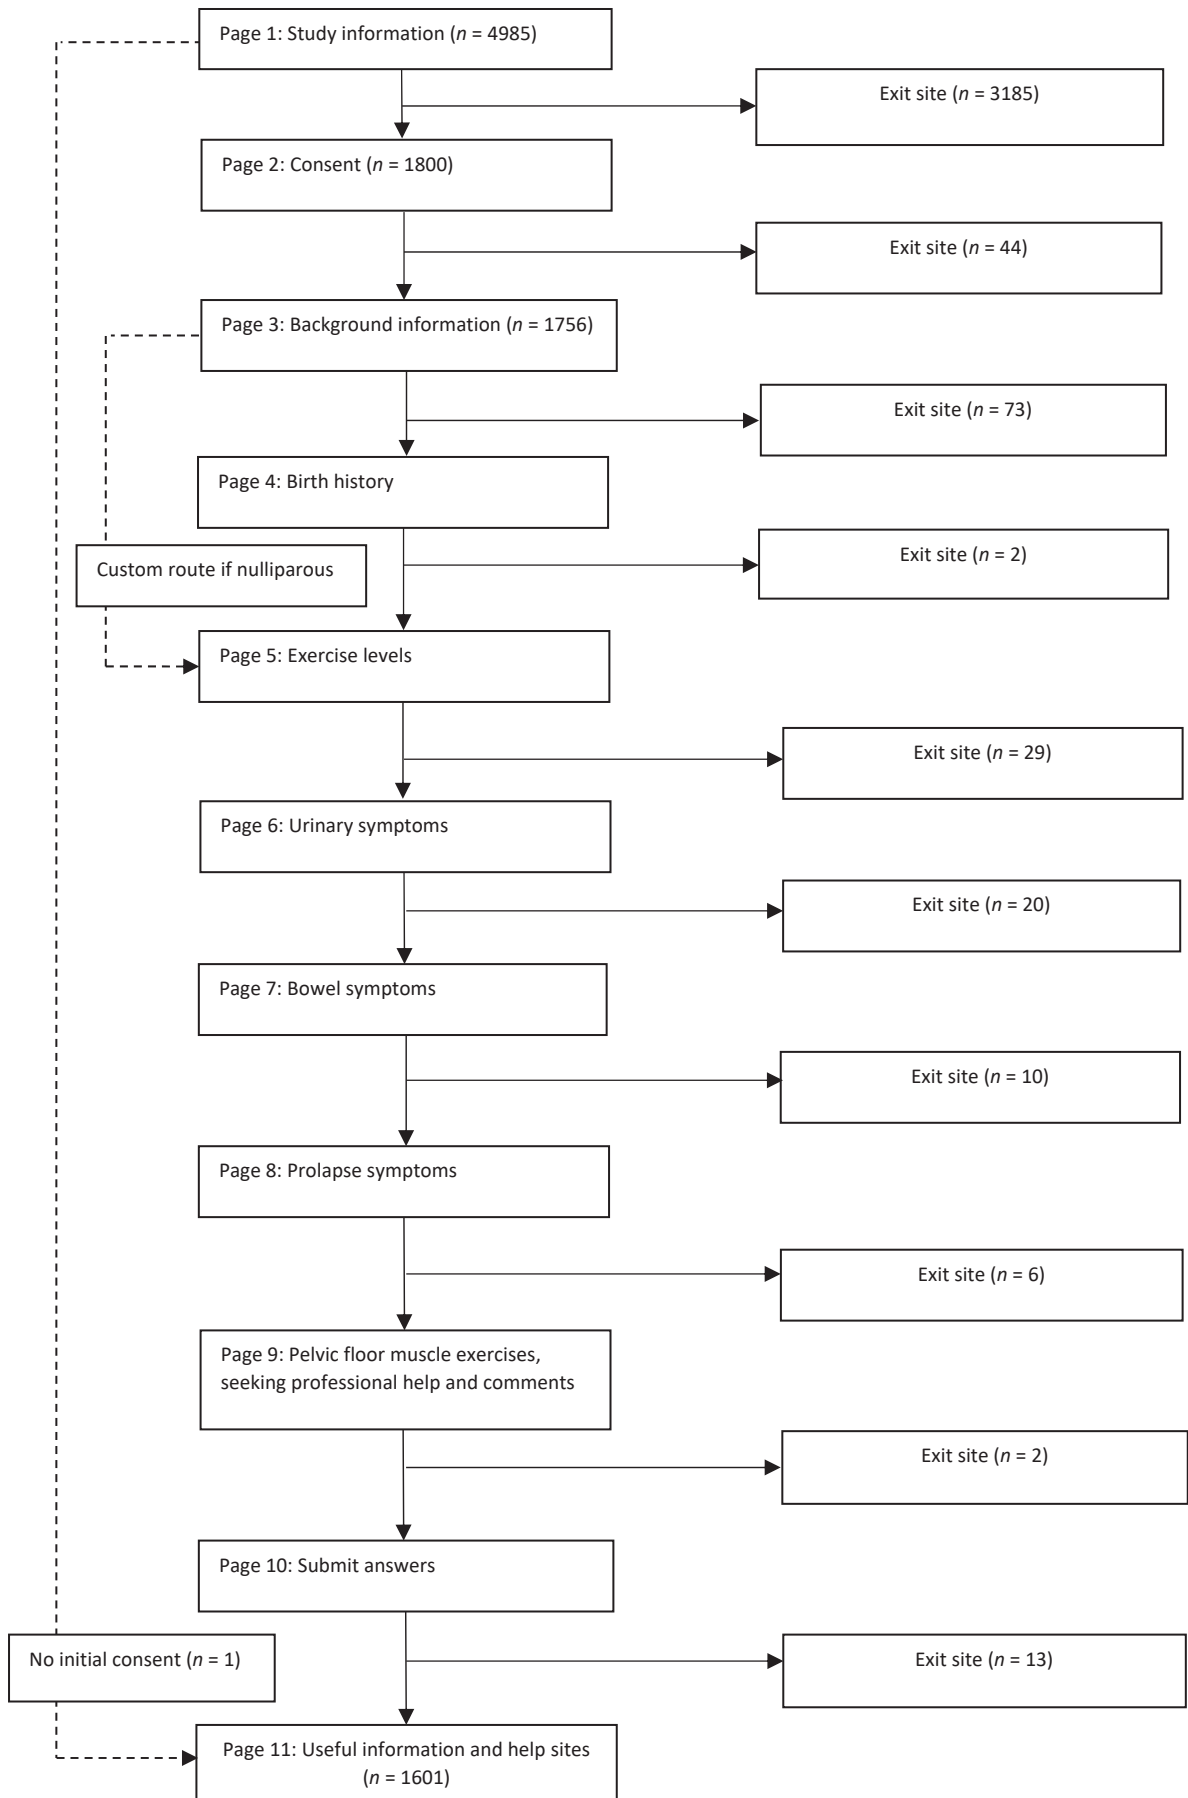 Page 1: Study information (n = 4985)
Exit site (n = 3185)
Page 2: Consent (n = 1800)
Exit site (n = 44)
Page 3: Background information (n = 1756)
Exit site (n = 73)
Page 4: Birth history
Exit site (n = 2)
Custom route if nulliparous
Page 5: Exercise levels
Exit site (n = 29)
Page 6: Urinary symptoms
Exit site (n = 20)
Page 7: Bowel symptoms
Exit site (n = 10)
Page 8: Prolapse symptoms
Exit site (n = 6)
Page 9: Pelvic floor muscle exercises,
seeking professional help and comments
Exit site (n = 2)
Page 10: Submit answers
No initial consent (n = 1)
Exit site (n = 13)
Page 11: Useful information and help sites
(n = 1601)